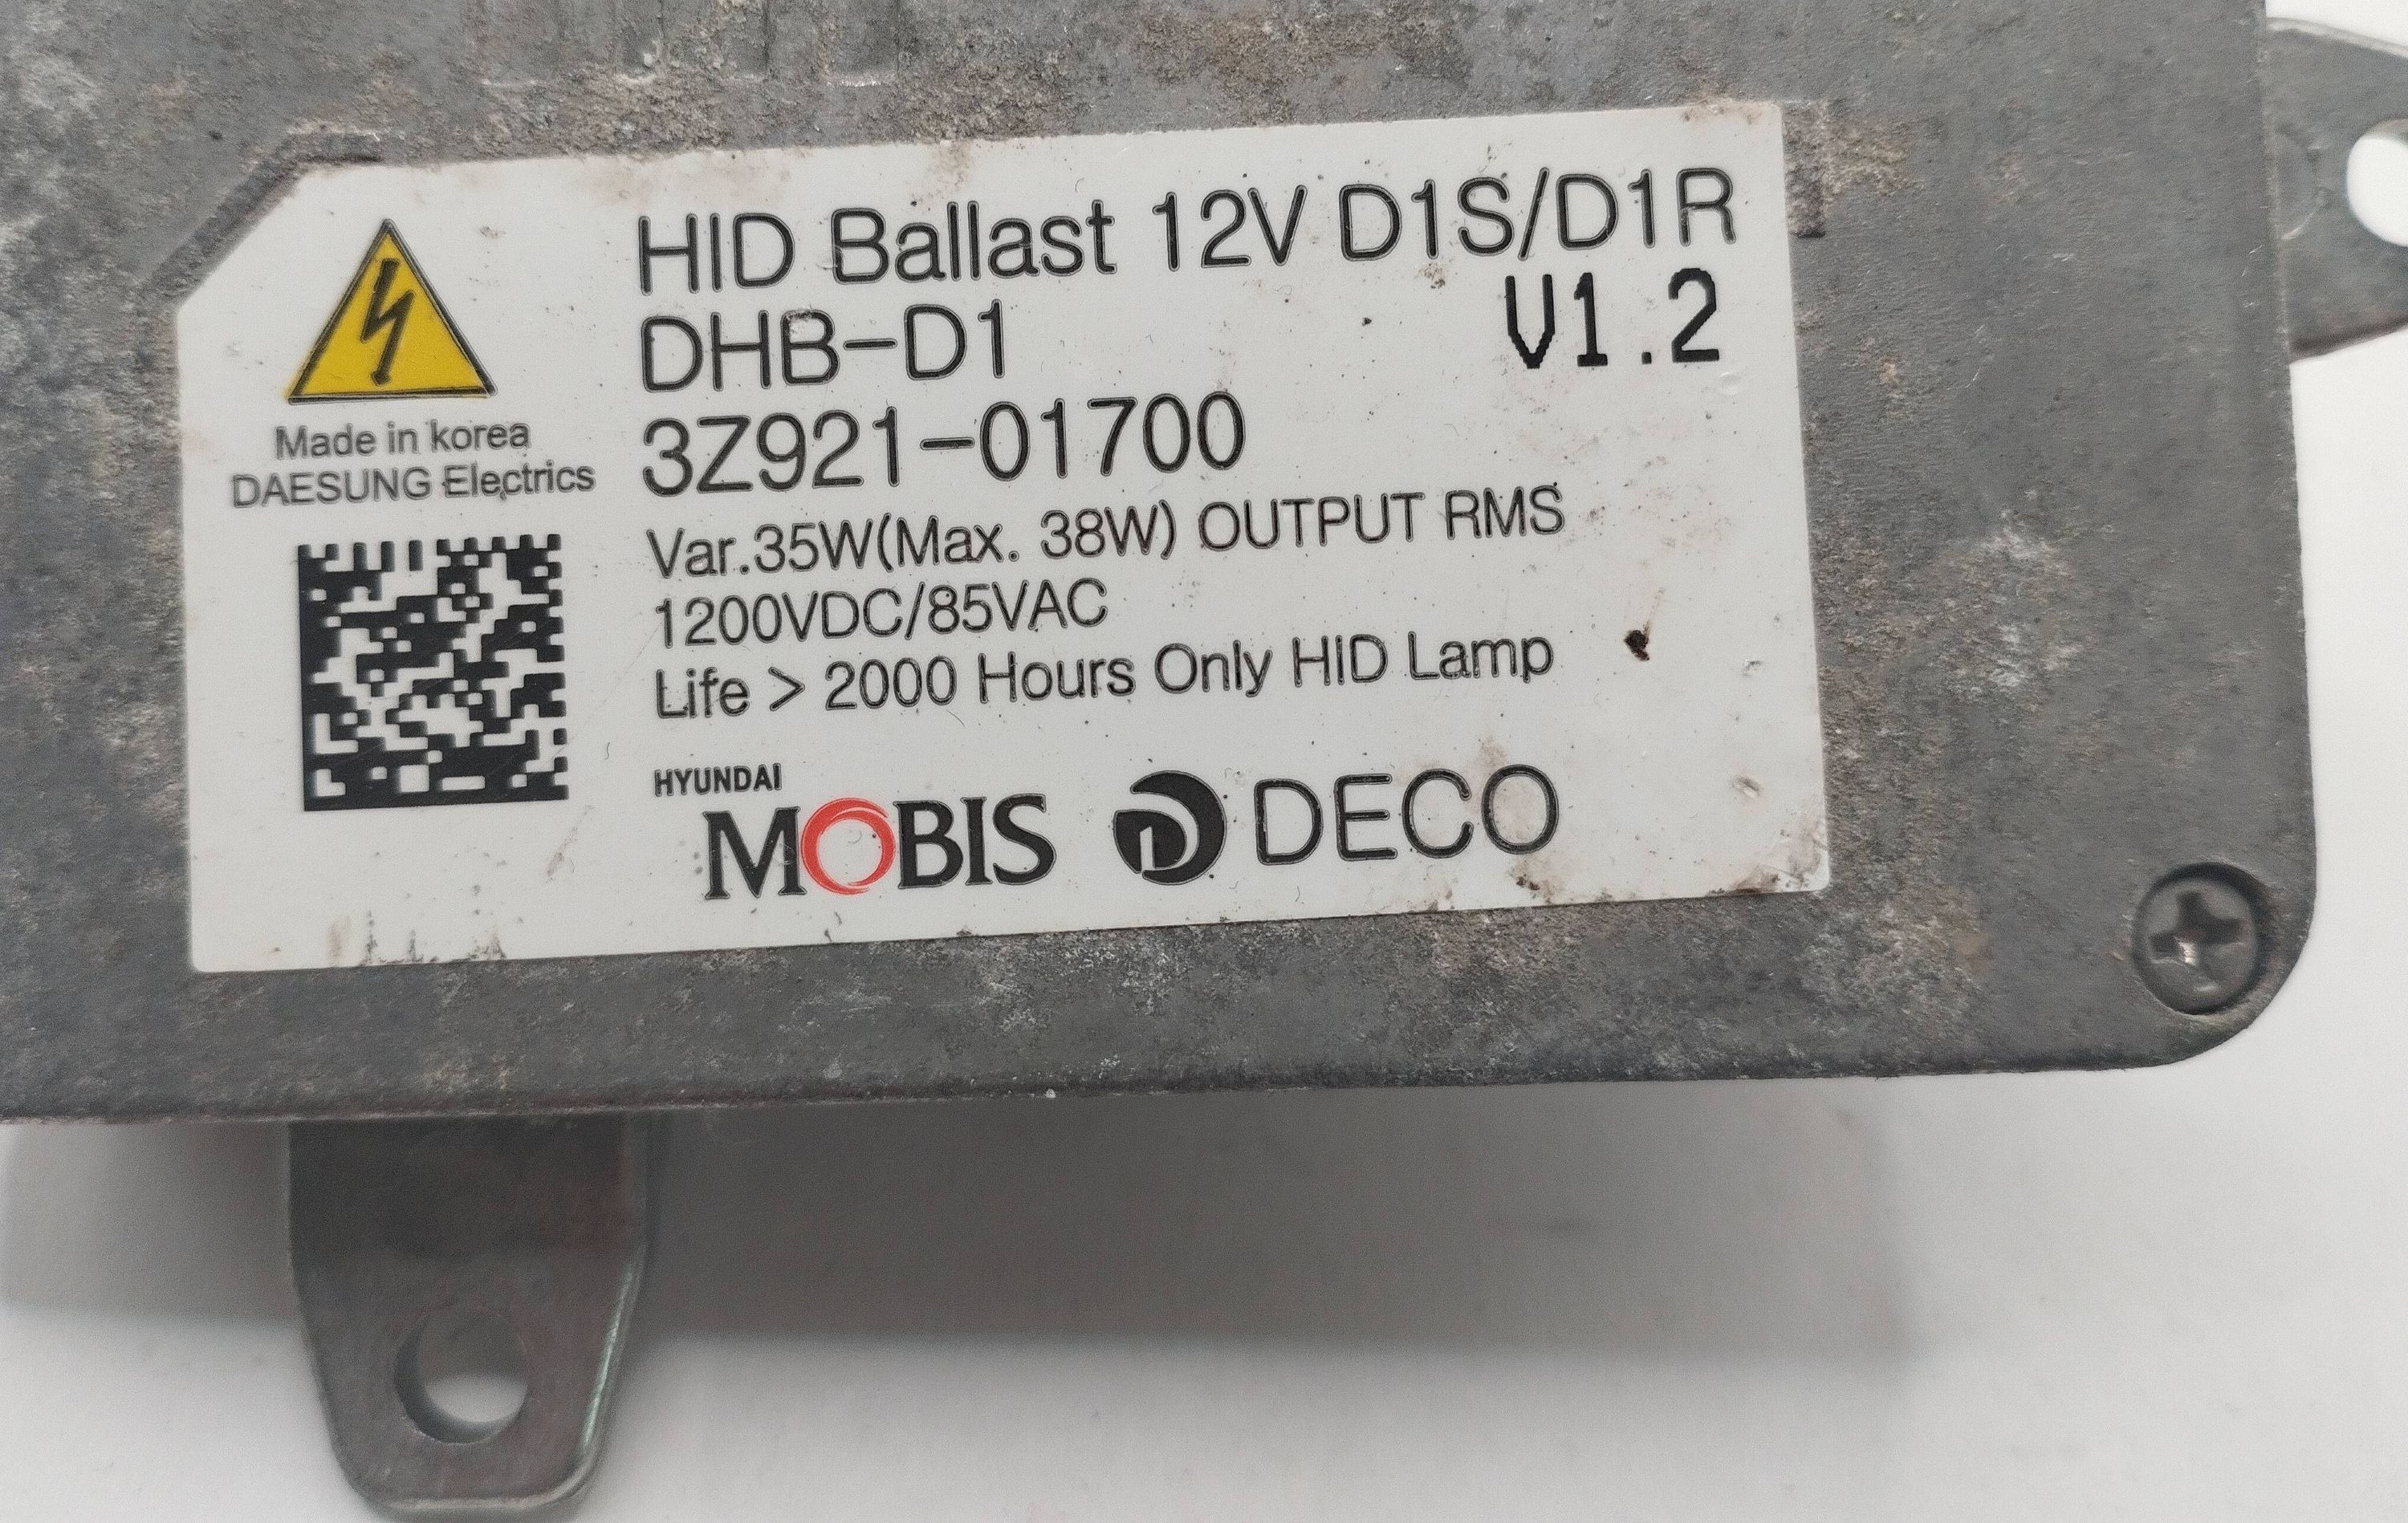 HID Ballast 12V D1S/D1R
DHB-D1 V1.2
3Z921-01700
Made in korea
DAESUNG Electrics
Var.35W(Max. 38W) OUTPUT RMS
1200VDC/85VAC
Life > 2000 Hours Only HID Lamp
HYUNDAI
MOBIS DECO